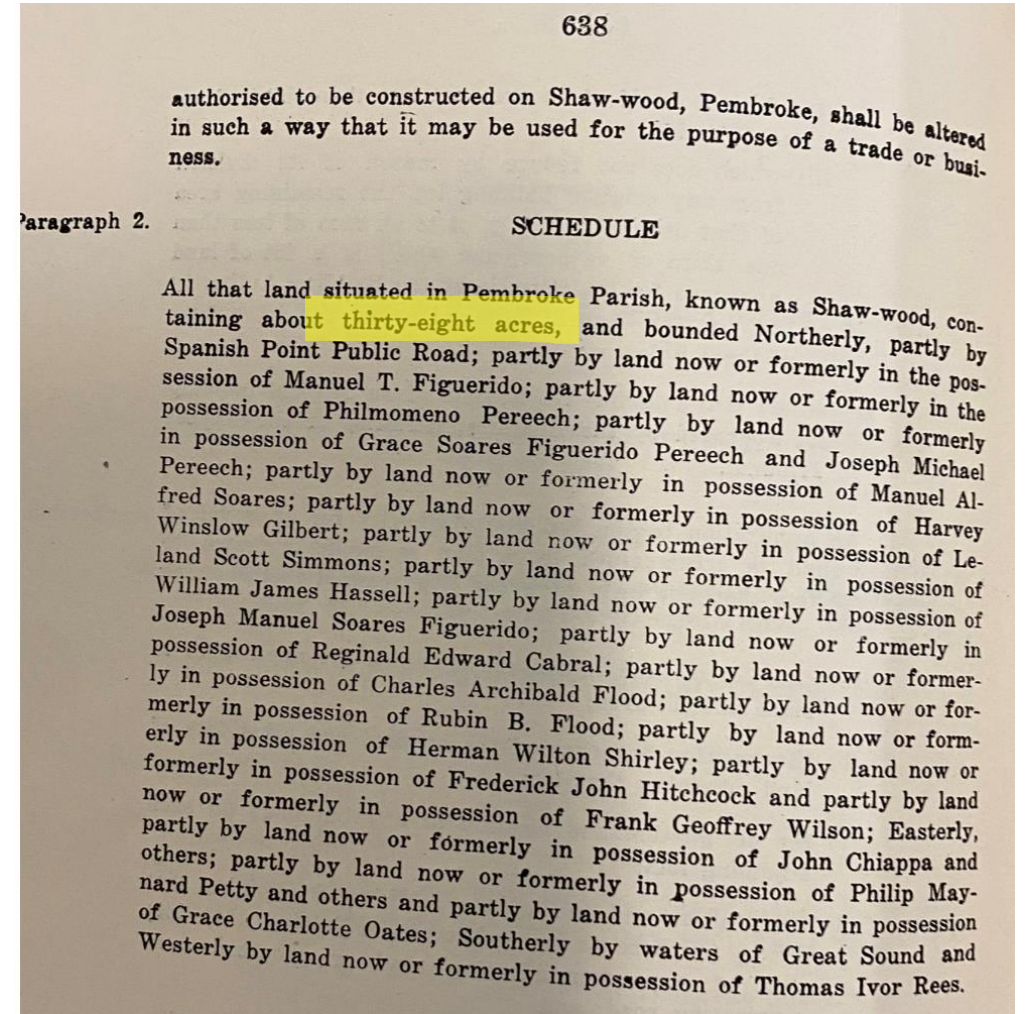 638
authorised to be constructed on Shaw-wood, Pembroke, shall be altered
in such a way that it may be used for the purpose of a trade or busi-
ness.
Paragraph 2.
SCHEDULE
All that land situated in Pembroke Parish, known as Shaw-wood, con-
taining about thirty-eight acres, and bounded Northerly, partly by
Spanish Point Public Road; partly by land now or formerly in the pos-
session of Manuel T. Figuerido; partly by land now or formerly in the
possession of Philmomeno Pereech; partly by land now or formerly
in possession of Grace Soares Figuerido Pereech and Joseph Michael
Pereech; partly by land now or formerly in possession of Manuel Al-
fred Soares; partly by land now or formerly in possession of Harvey
Winslow Gilbert; partly by land now or formerly in possession of Le-
land Scott Simmons; partly by land now or formerly in possession of
William James Hassell; partly by land now or formerly in possession of
Joseph Manuel Soares Figuerido; partly by land now or formerly in
possession of Reginald Edward Cabral; partly by land now or former-
ly in possession of Charles Archibald Flood; partly by land now or for-
merly in possession of Rubin B. Flood; partly by land now or form-
erly in possession of Herman Wilton Shirley; partly by land now or
formerly in possession of Frederick John Hitchcock and partly by land
now or formerly in possession of Frank Geoffrey Wilson; Easterly,
partly by land now or formerly in possession of John Chiappa and
others; partly by land now or formerly in possession of Philip May-
nard Petty and others and partly by land now or formerly in possession
of Grace Charlotte Oates; Southerly by waters of Great Sound and
Westerly by land now or formerly in possession of Thomas Ivor Rees.